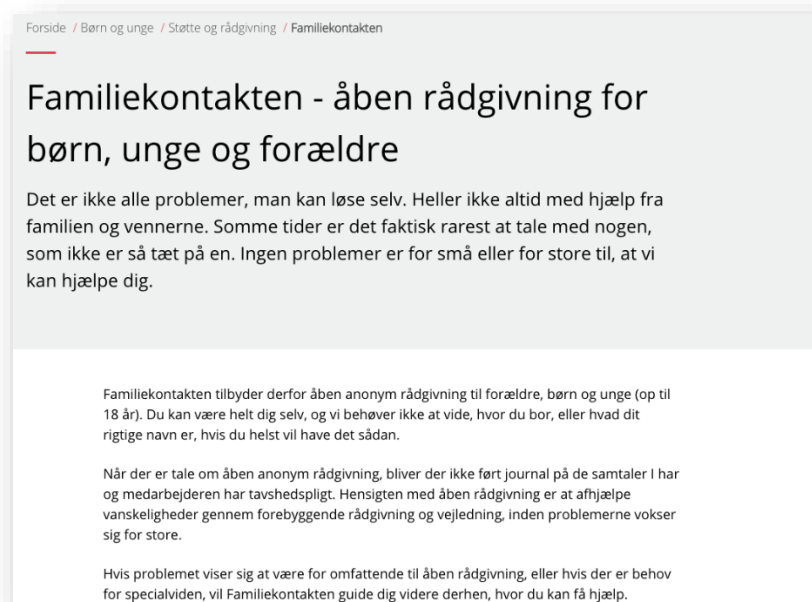 Forside / Børn og unge / Støtte og rådgivning / Familiekontakten
Familiekontakten - åben rådgivning for
børn, unge og forældre
Det er ikke alle problemer, man kan løse selv. Heller ikke altid med hjælp fra
familien og vennerne. Somme tider er det faktisk rarest at tale med nogen,
som ikke er så tæt på en. Ingen problemer er for små eller for store til, at vi
kan hjælpe dig.
Familiekontakten tilbyder derfor åben anonym rådgivning til forældre, børn og unge (op til
18 år). Du kan være helt dig selv, og vi behøver ikke at vide, hvor du bor, eller hvad dit
rigtige navn er, hvis du helst vil have det sådan.
Når der er tale om åben anonym rådgivning, bliver der ikke ført journal på de samtaler I har
og medarbejderen har tavshedspligt. Hensigten med åben rådgivning er at afhjælpe
vanskeligheder gennem forebyggende rådgivning og vejledning, inden problemerne vokser
sig for store.
Hvis problemet viser sig at være for omfattende til åben rådgivning, eller hvis der er behov
for specialviden, vil Familiekontakten guide dig videre derhen, hvor du kan få hjælp.